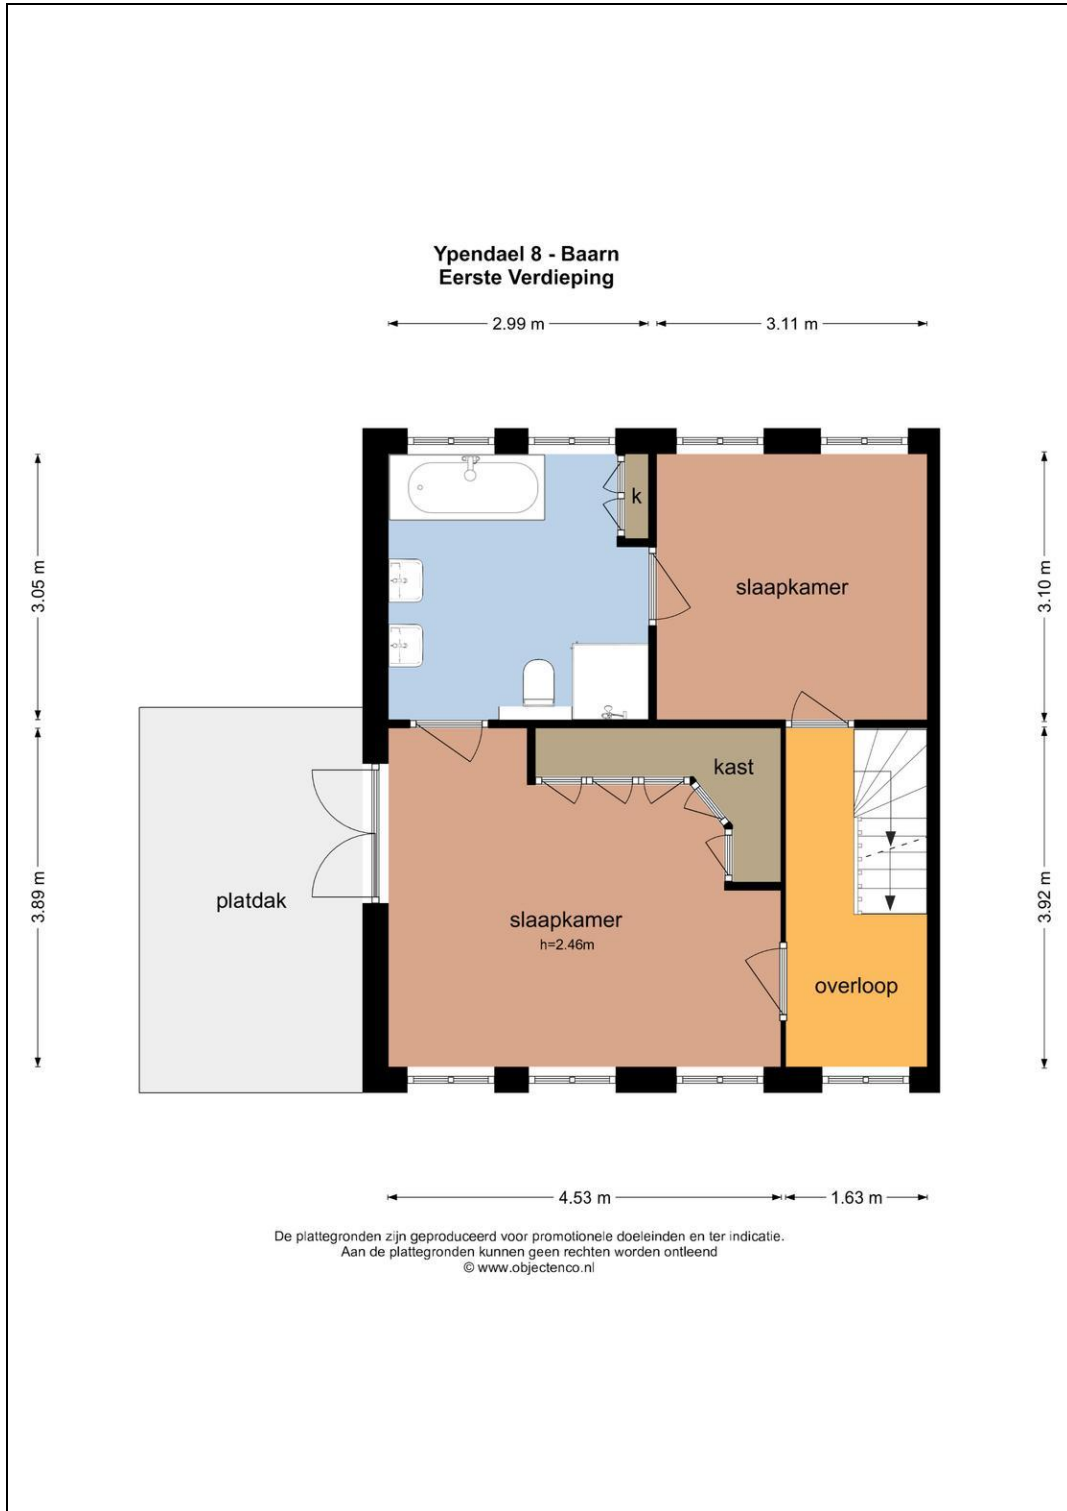 Ypendael 8 - Baarn
Eerste Verdieping
2.99 m
3.11 m
3.05 m
3.10 m
k
slaapkamer
kast
platdak
slaapkamer
h=2.46m
overloop
3.89 m
3.92 m
4.53 m
1.63 m
De plattegronden zijn geproduceerd voor promotionele doeleinden en ter indicatie.
Aan de plattegronden kunnen geen rechten worden ontleend
© www.objectenco.nl